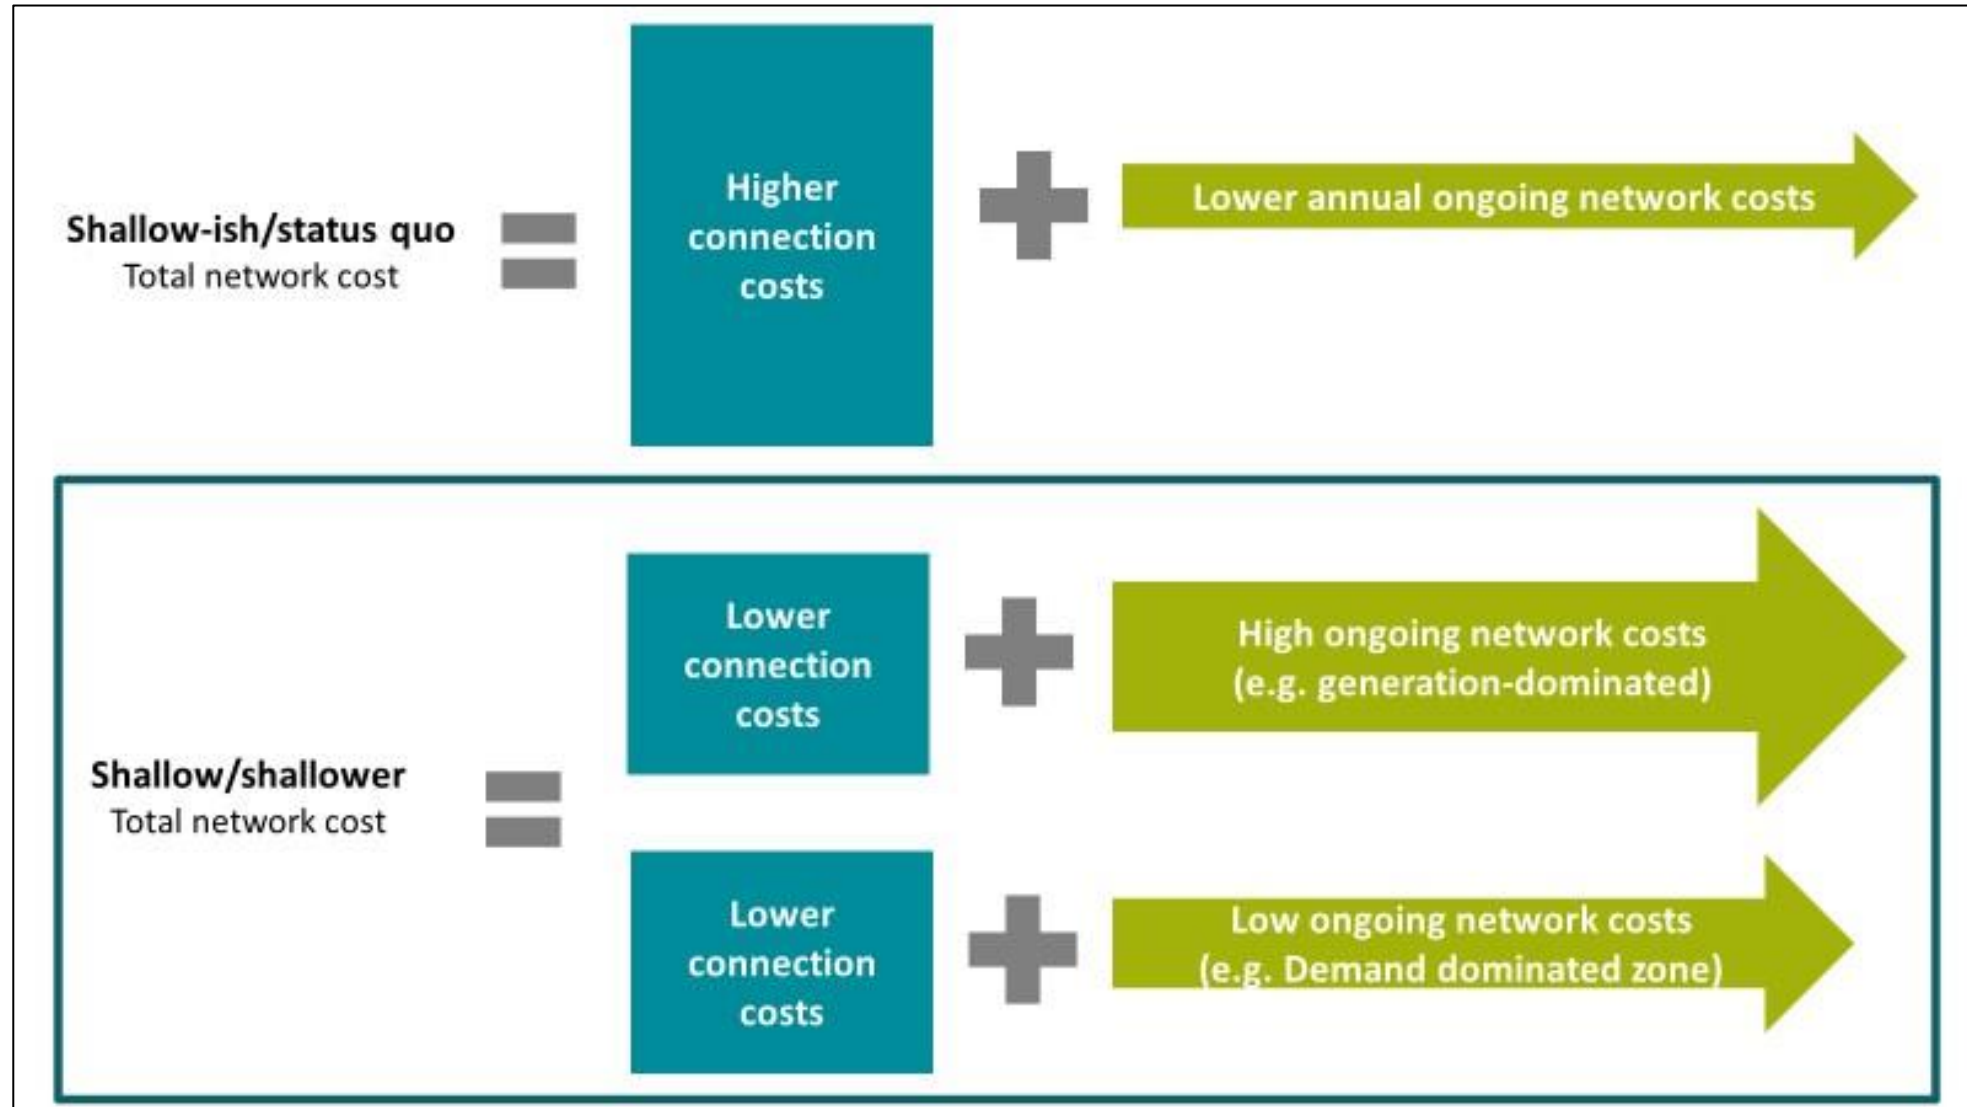 Shallow-ish/status quo
Total network cost
Higher
connection
costs
Lower annual ongoing network costs
Shallow/shallower
Total network cost
Lower
connection
costs
High ongoing network costs
(e.g. generation-dominated)
Lower
connection
costs
Low ongoing network costs
(e.g. Demand dominated zone)